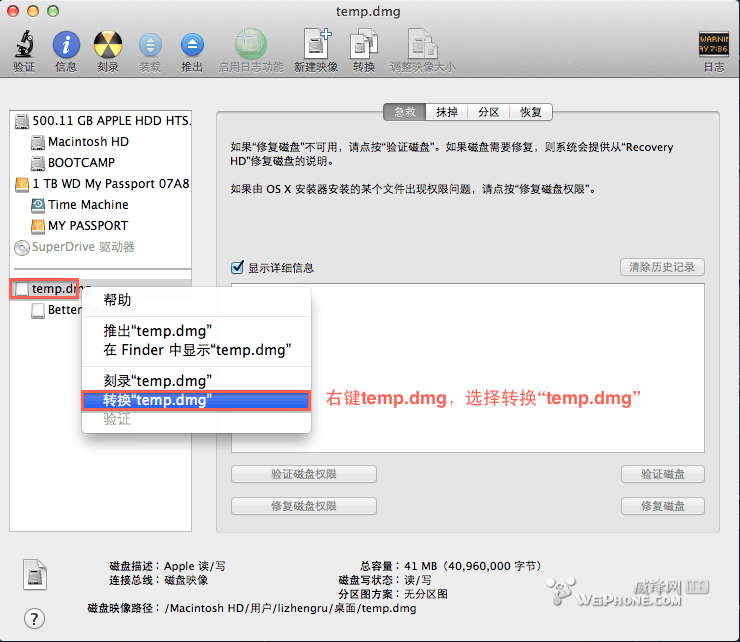 temp.dmg
验证
信息
刻录
装载
推出
启用日志功能
新建映像
转换
调整映像大小
WARNIN
AY 7:86
日志
500.11 GB APPLE HDD HTS.
Macintosh HD
BOOTCAMP
1 TB WD My Passport 07A8
Time Machine
MY PASSPORT
SuperDrive 驱动器
temp.dmg
Better
急救
抹掉
分区
恢复
如果“修复磁盘”不可用，请点按“验证磁盘”。如果磁盘需要修复，则系统会提供从“Recovery
HD”修复磁盘的说明。
如果由 OS X 安装器安装的某个文件出现权限问题，请点按“修复磁盘权限”。
显示详细信息
清除历史记录
帮助
推出“temp.dmg”
在 Finder 中显示“temp.dmg”
刻录“temp.dmg”
转换“temp.dmg”
验证
右键temp.dmg，选择转换“temp.dmg”
验证磁盘权限
验证磁盘
修复磁盘权限
修复磁盘
磁盘描述：Apple 读/写
总容量：41 MB（40,960,000 字节）
连接总线：磁盘映像
磁盘写状态：读/写
分区图方案：无分区图
磁盘映像路径：/Macintosh HD/用户/lizhengru/桌面/temp.dmg
?
威锋网
WEIPHONE.COM